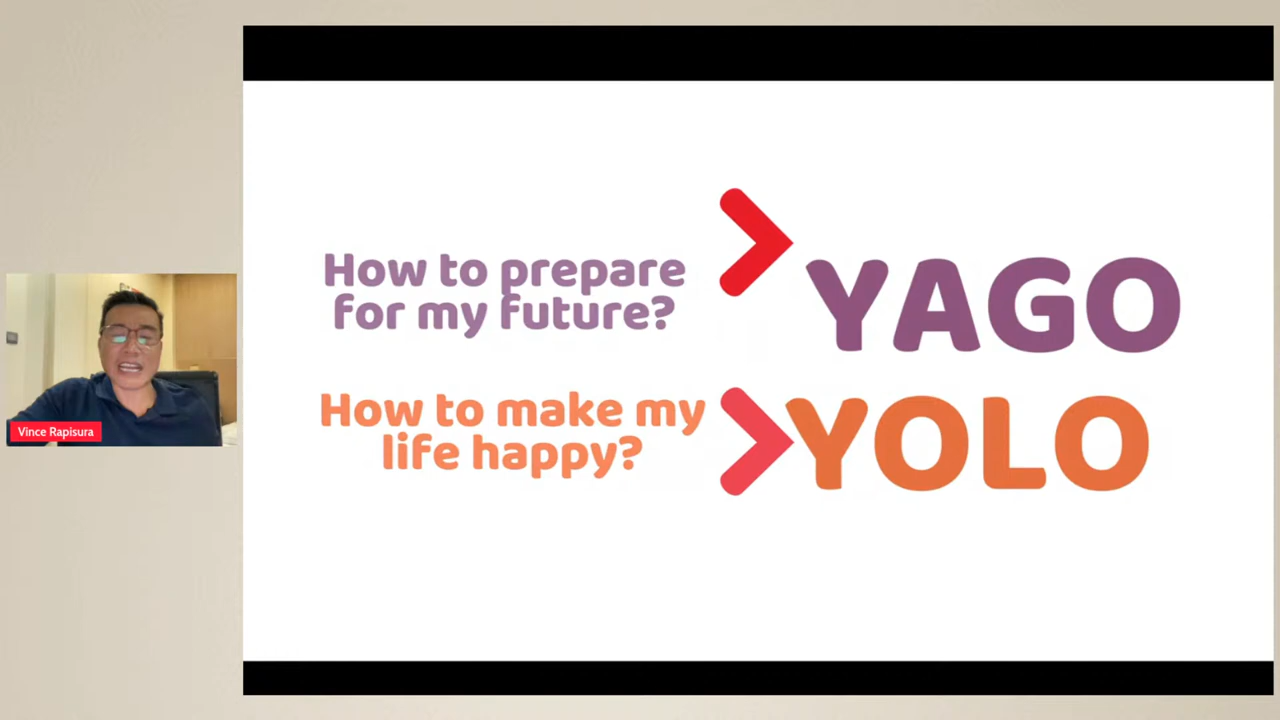 How to prepare
for my future?
YAGO
How to make my
life happy?
YOLO
Vince Rapisura